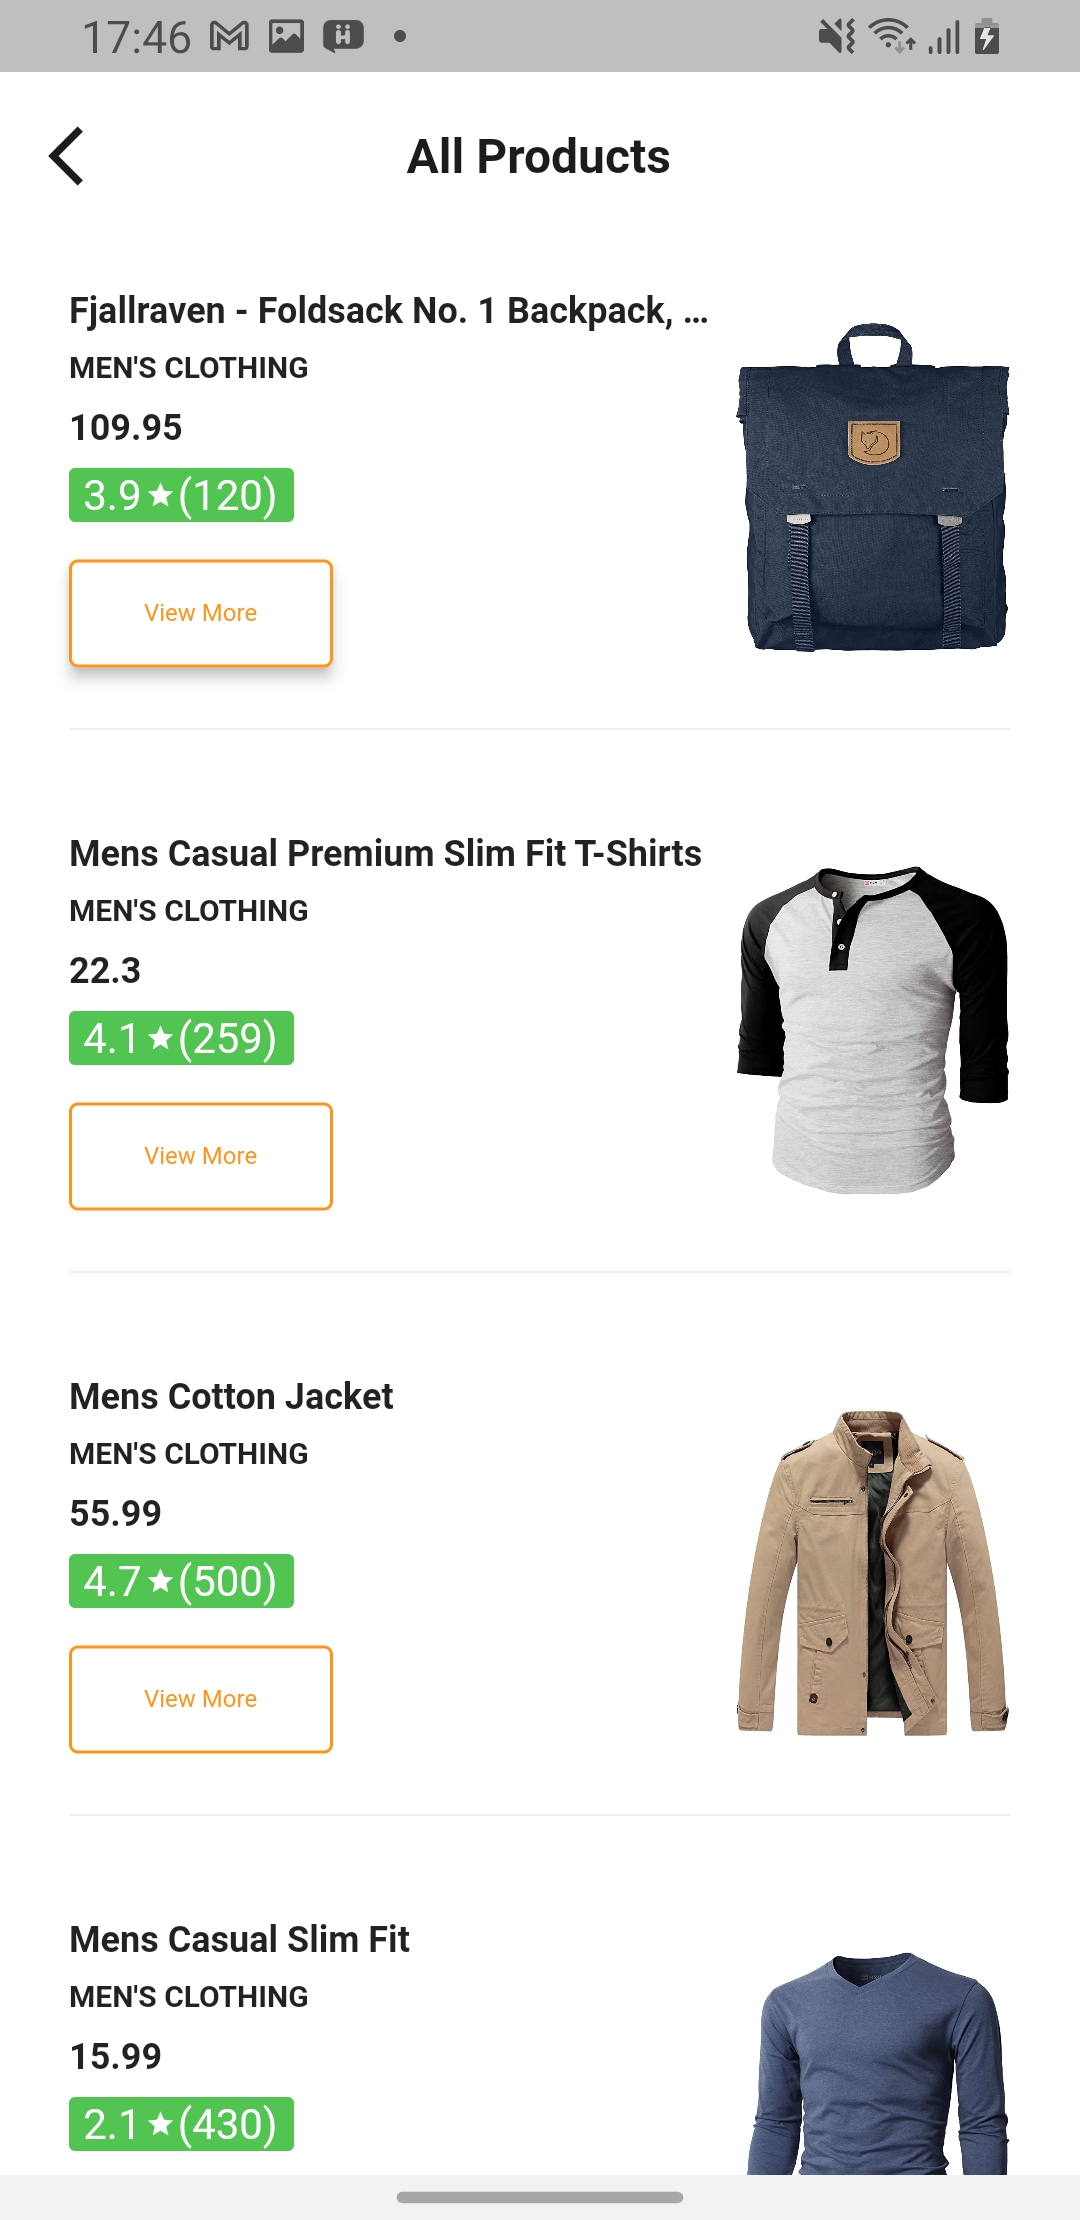 17:46
All Products
Fjallraven - Foldsack No. 1 Backpack, ...
MEN'S CLOTHING
109.95
3.9★(120)
View More
Mens Casual Premium Slim Fit T-Shirts
MEN'S CLOTHING
22.3
4.1★(259)
View More
Mens Cotton Jacket
MEN'S CLOTHING
55.99
4.7★(500)
View More
Mens Casual Slim Fit
MEN'S CLOTHING
15.99
2.1★(430)